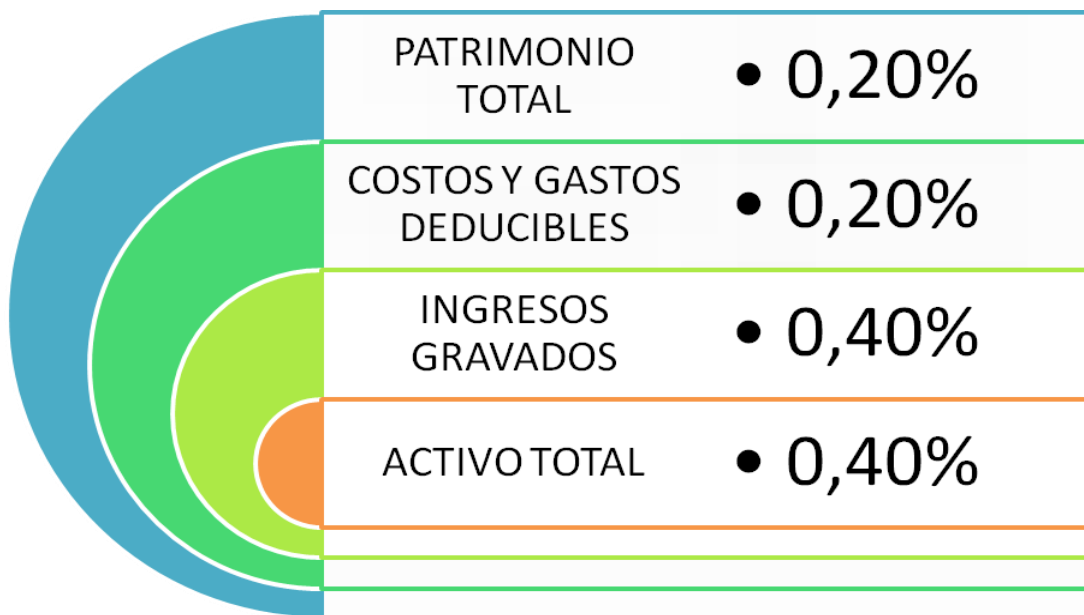 PATRIMONIO
TOTAL
• 0,20%
COSTOS Y GASTOS
DEDUCIBLES
• 0,20%
INGRESOS
GRAVADOS
• 0,40%
ACTIVO TOTAL
• 0,40%